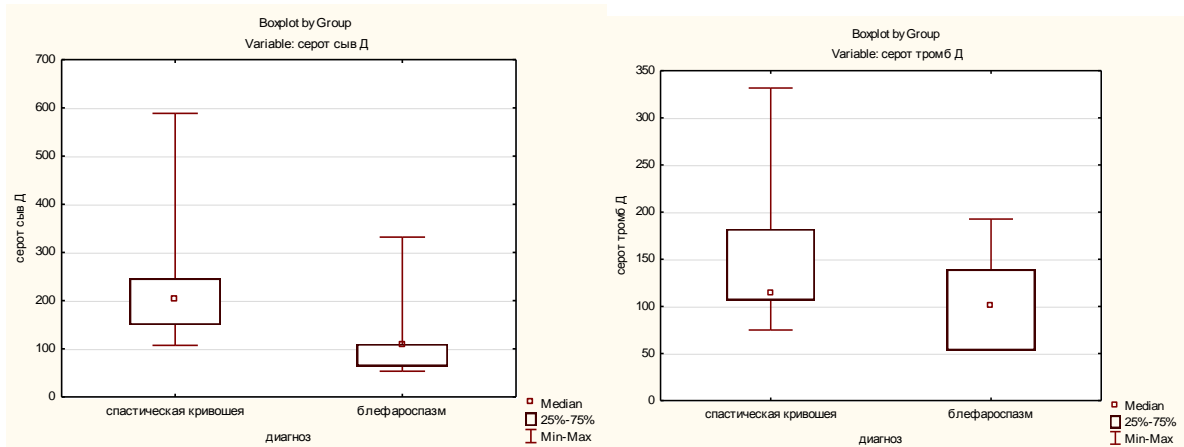 Boxplot by Group
Variable: серот сыв Д
700
600
500
400
300
200
100
0
серот сыв Д
спастическая кривошея
блефароспазм
диагноз
Median
25%-75%
Min-Max
Boxplot by Group
Variable: серот тромб Д
350
300
250
200
150
100
50
0
серот тромб Д
спастическая кривошея
блефароспазм
диагноз
Median
25%-75%
Min-Max